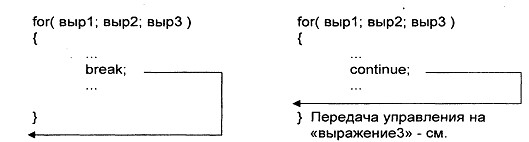 for( выр1; выр2; выр3 )
{
...
break;
...
}
for( выр1; выр2; выр3 )
{
...
continue;
...
} Передача управления на
«выражение3» - см.